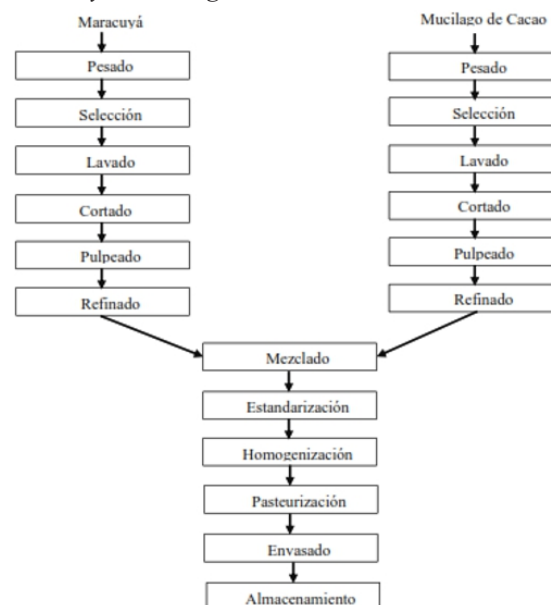 Maracuyá
Pesado
Selección
Lavado
Cortado
Pulpeado
Refinado
Mucilago de Cacao
Pesado
Selección
Lavado
Cortado
Pulpeado
Refinado
Mezclado
Estandarización
Homogenización
Pasteurización
Envasado
Almacenamiento